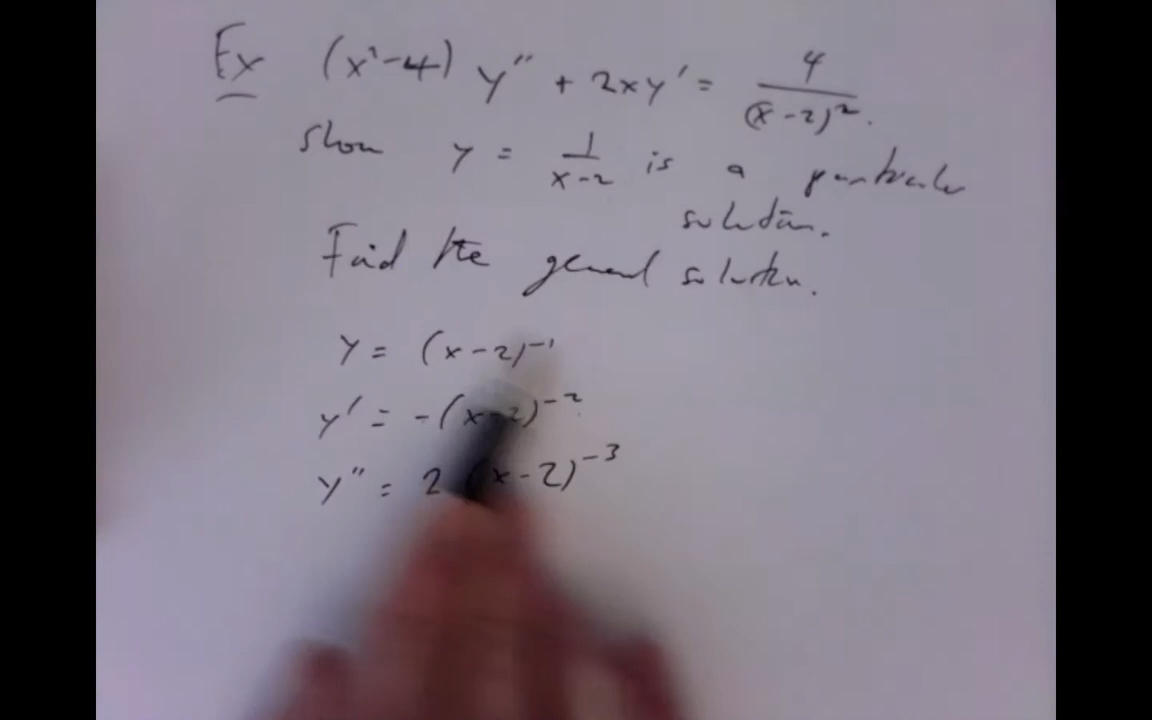 Ex (x²-4) y" + 2xy' = 4/(x-2)².
Show y = 1/(x-2) is a particular
solution.
Find the general solution.
y = (x-2)⁻¹
y' = -(x-2)⁻²
y" = 2 (x-2)⁻³